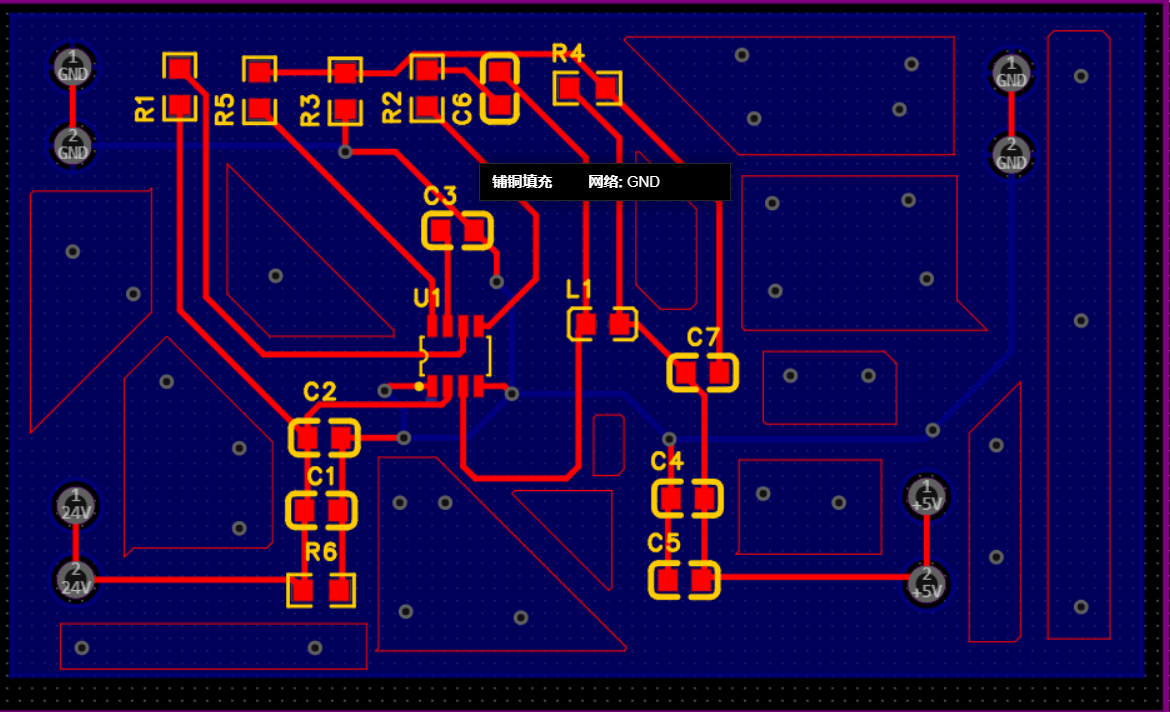 R4
1
GND
1
GND
R1
R5
R3
R2
C6
2
GND
2
GND
铺铜填充 网络: GND
C3
L1
U1
C7
C2
C4
C1
1
24V
1
+5V
C5
R6
2
24V
2
+5V